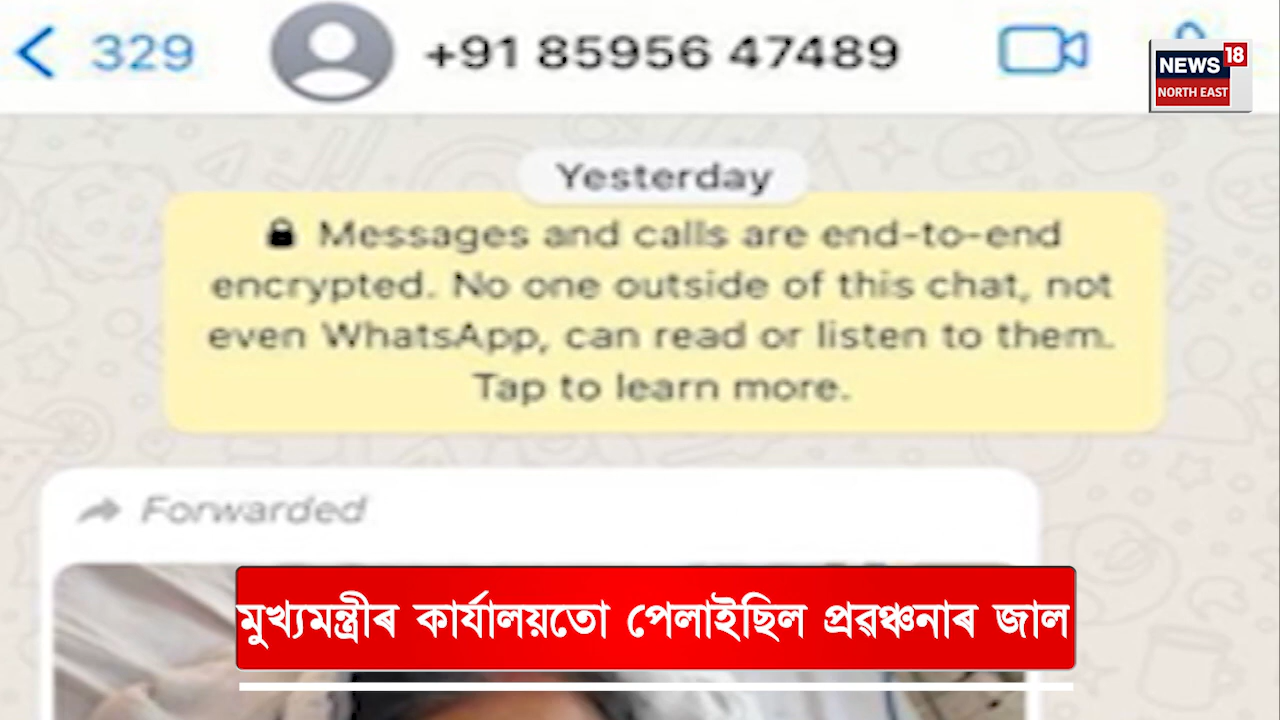 329
+91 85956 47489
NEWS 18
NORTH EAST
Yesterday
Messages and calls are end-to-end
encrypted. No one outside of this chat, not
even WhatsApp, can read or listen to them.
Tap to learn more.
Forwarded
মুখ্যমন্ত্ৰীৰ কাৰ্যালয়তো পেলাইছিল প্ৰৱঞ্চনাৰ জাল